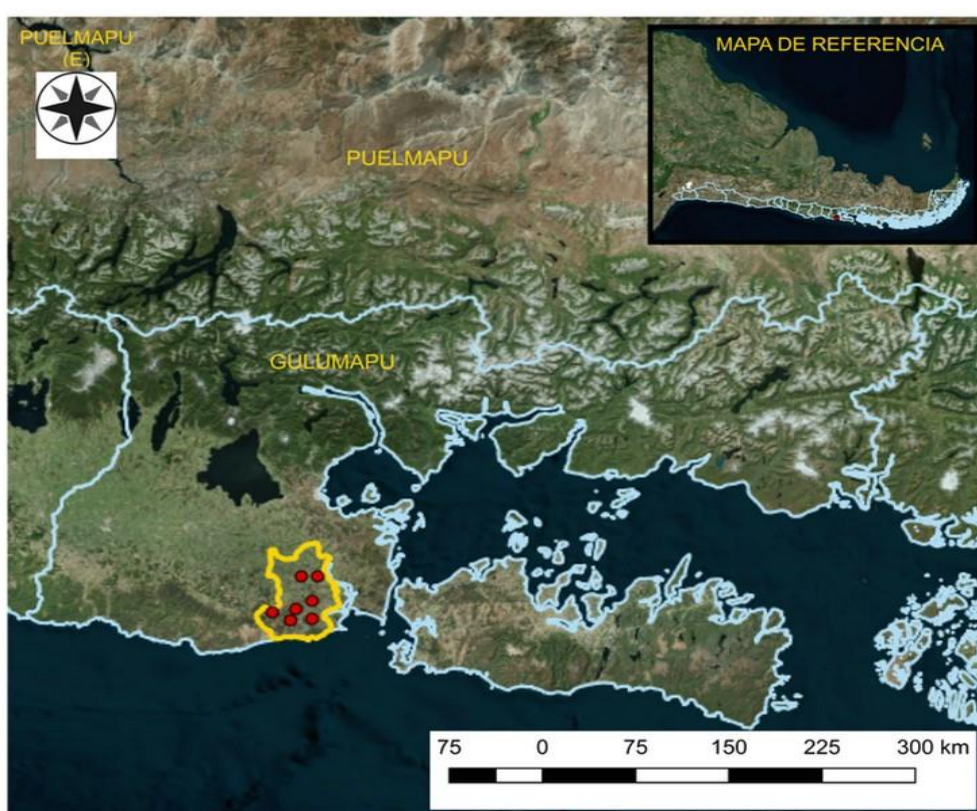 PUELMAPU
(E)
MAPA DE REFERENCIA
PUELMAPU
GULUMAPU
75 0 75 150 225 300 km